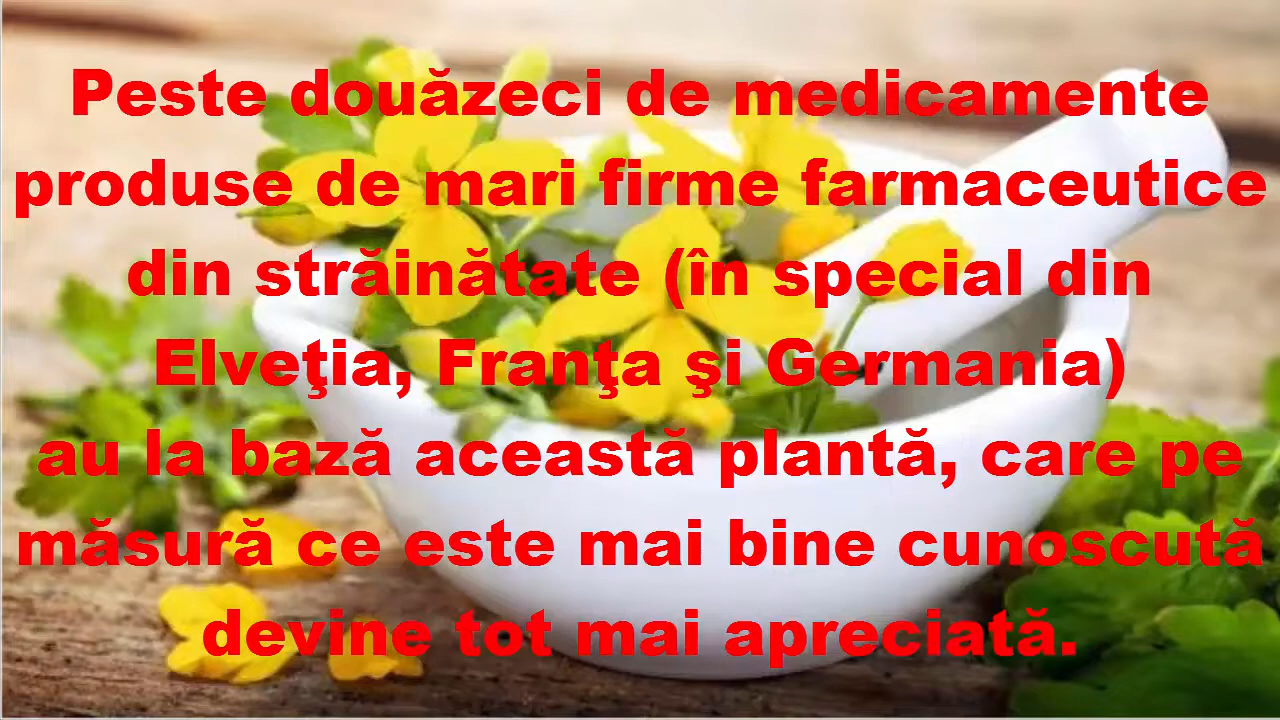 Peste douăzeci de medicamente
produse de mari firme farmaceutice
din străinătate (în special din
Elveţia, Franţa şi Germania)
au la bază această plantă, care pe
măsură ce este mai bine cunoscută
devine tot mai apreciată.